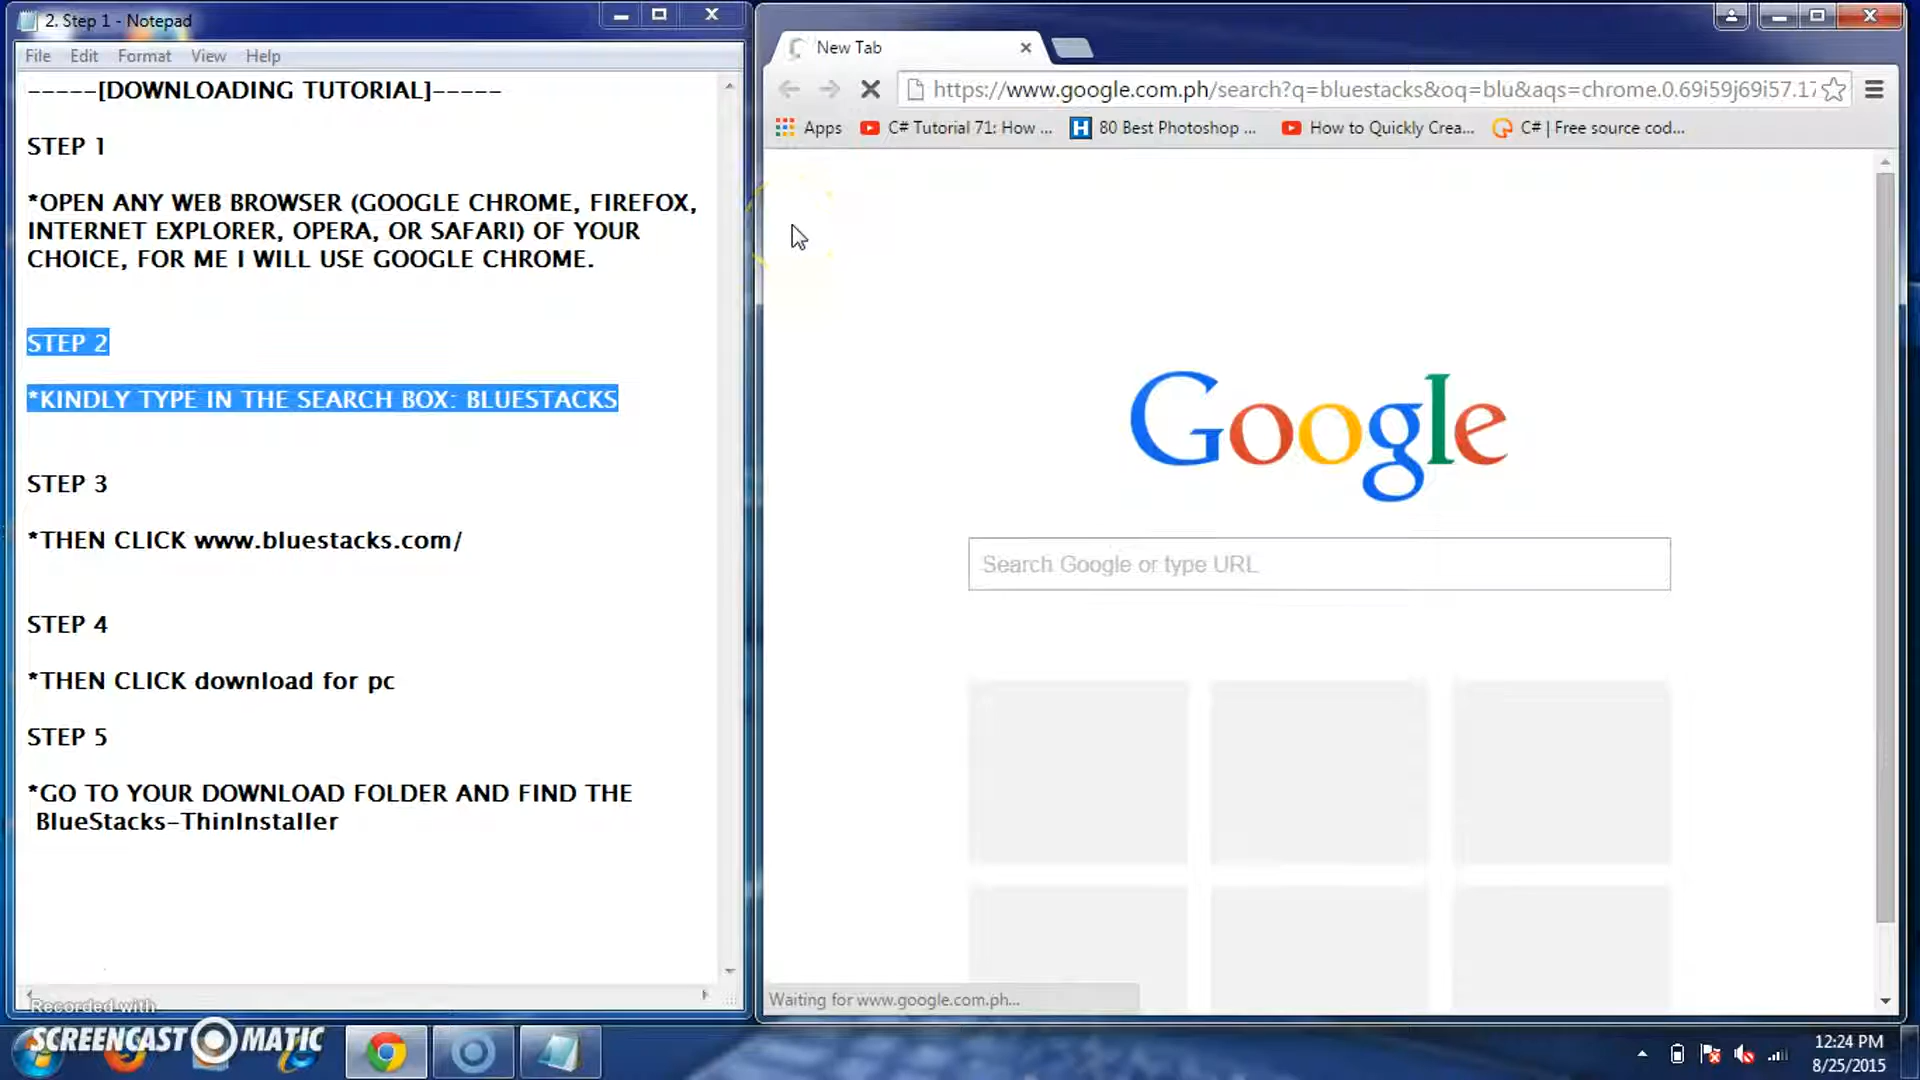 2. Step 1 - Notepad
File Edit Format View Help
-----[DOWNLOADING TUTORIAL]-----
STEP 1
*OPEN ANY WEB BROWSER (GOOGLE CHROME, FIREFOX,
INTERNET EXPLORER, OPERA, OR SAFARI) OF YOUR
CHOICE, FOR ME I WILL USE GOOGLE CHROME.
STEP 2
*KINDLY TYPE IN THE SEARCH BOX: BLUESTACKS
STEP 3
*THEN CLICK www.bluestacks.com/
STEP 4
*THEN CLICK download for pc
STEP 5
*GO TO YOUR DOWNLOAD FOLDER AND FIND THE
BlueStacks-ThinInstaller
New Tab
https://www.google.com.ph/search?q=bluestacks&oq=blu&aqs=chrome.0.69i59j69i57.17
Apps C# Tutorial 71: How ... 80 Best Photoshop ... How to Quickly Crea... C# | Free source cod...
Google
Search Google or type URL
Waiting for www.google.com.ph...
Recorded with
SCREENCAST MATIC
12:24 PM
8/25/2015